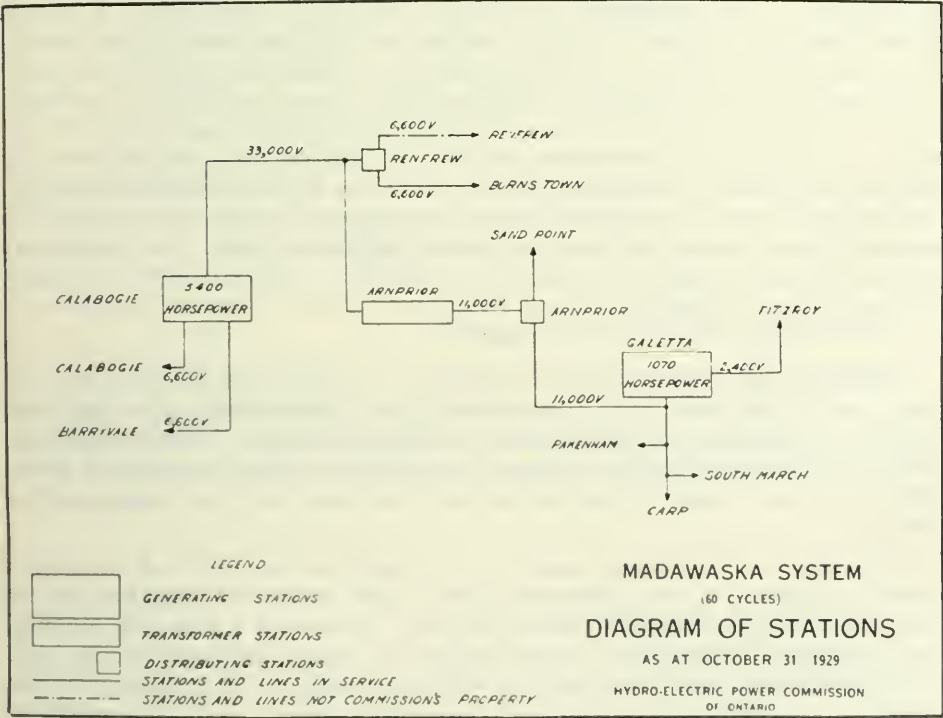 6,600V
RENFREW
33,000V
RENFREW
BURNS TOWN
6,600V
SAND POINT
CALABOGIE
5400
HORSEPOWER
ARNPRIOR
11,000V
ARNPRIOR
FITZROY
GALETTA
1070
HORSEPOWER
2,400V
CALABOGIE
6,600V
11,000V
BARRYVALE
6,600V
PAKENHAM
SOUTH MARCH
CARP
LEGEND
GENERATING STATIONS
TRANSFORMER STATIONS
DISTRIBUTING STATIONS
STATIONS AND LINES IN SERVICE
STATIONS AND LINES NOT COMMISSION'S PROPERTY
MADAWASKA SYSTEM
(60 CYCLES)
DIAGRAM OF STATIONS
AS AT OCTOBER 31 1929
HYDRO-ELECTRIC POWER COMMISSION
OF ONTARIO